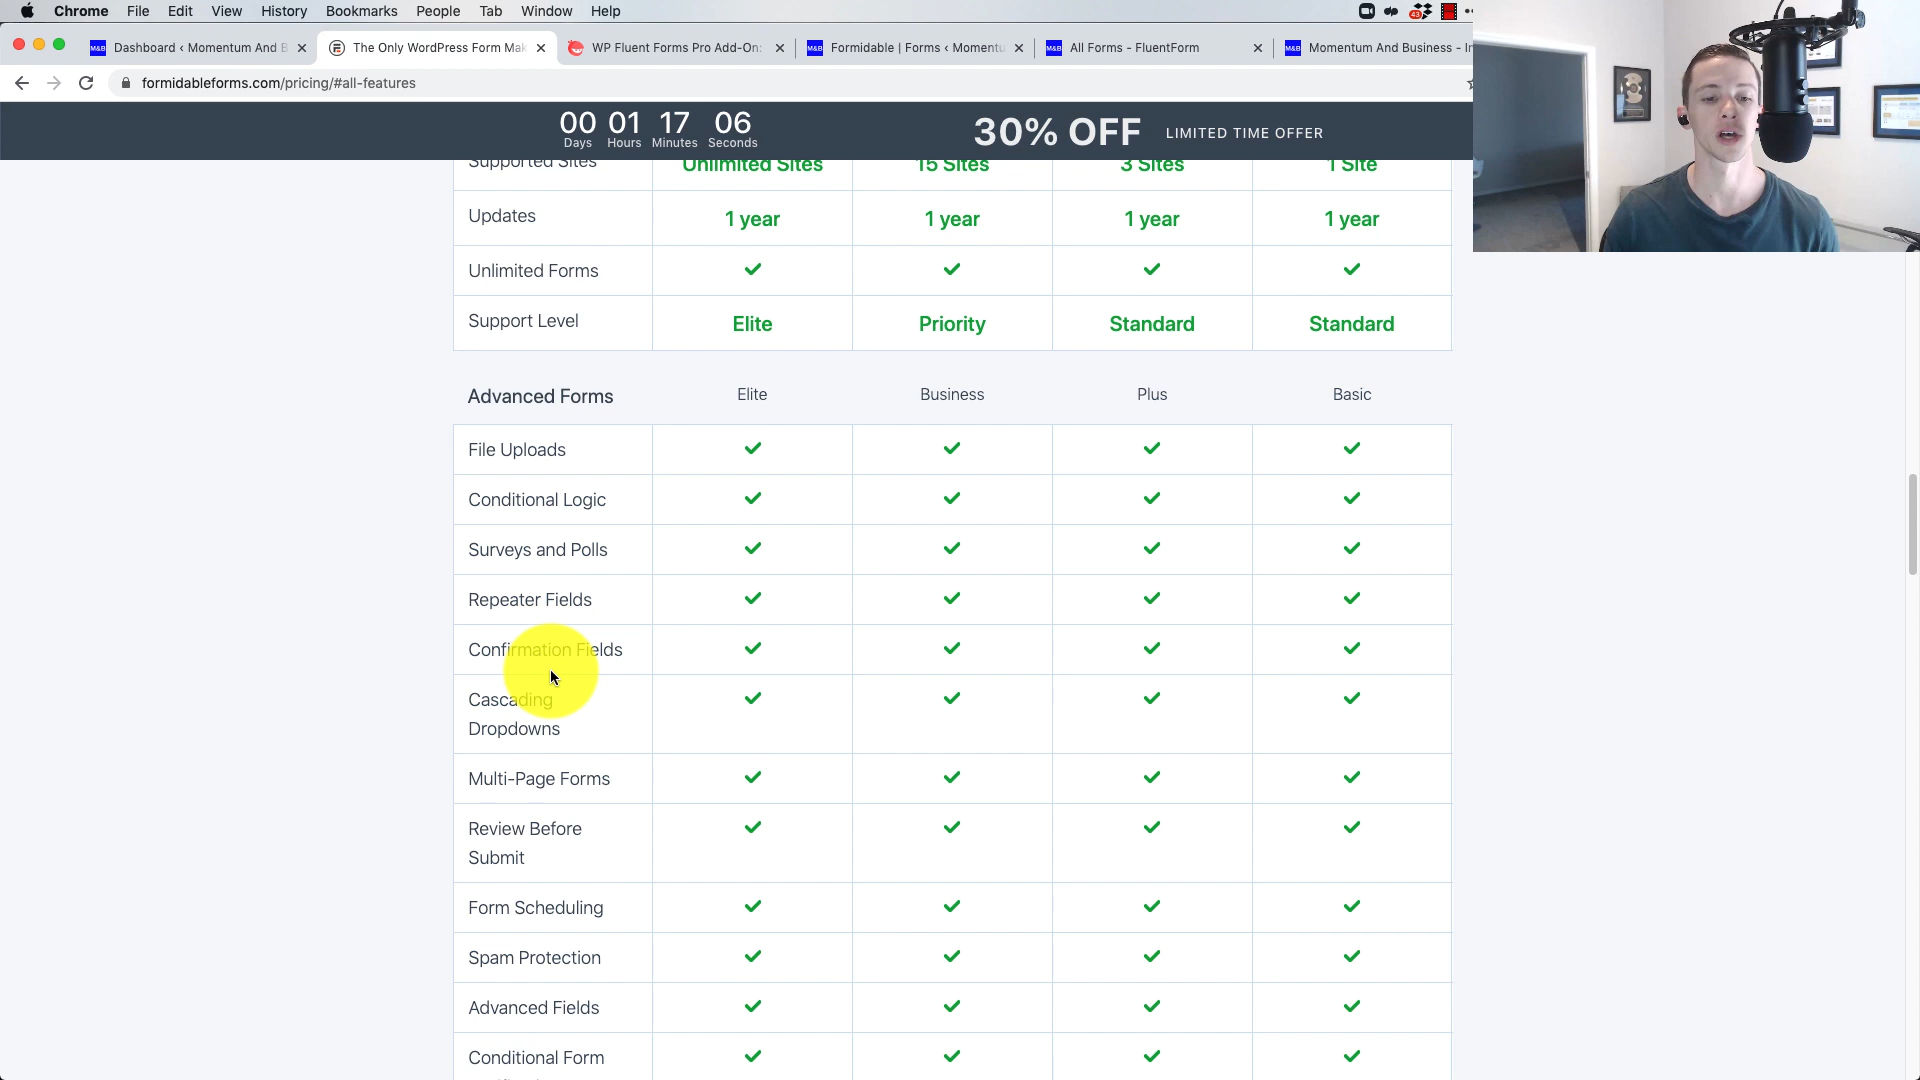 Chrome File Edit View History Bookmarks People Tab Window Help
43
Dashboard ‹ Momentum And B
The Only WordPress Form Mak
WP Fluent Forms Pro Add-On:
Formidable | Forms ‹ Momentu
All Forms - FluentForm
Momentum And Business - In
formidableforms.com/pricing/#all-features
00 01 17 06
Days Hours Minutes Seconds
30% OFF LIMITED TIME OFFER
Supported Sites Unlimited Sites 15 Sites 3 Sites 1 Site
Updates 1 year 1 year 1 year 1 year
Unlimited Forms
Support Level Elite Priority Standard Standard
Advanced Forms Elite Business Plus Basic
File Uploads
Conditional Logic
Surveys and Polls
Repeater Fields
Confirmation Fields
Cascading
Dropdowns
Multi-Page Forms
Review Before
Submit
Form Scheduling
Spam Protection
Advanced Fields
Conditional Form